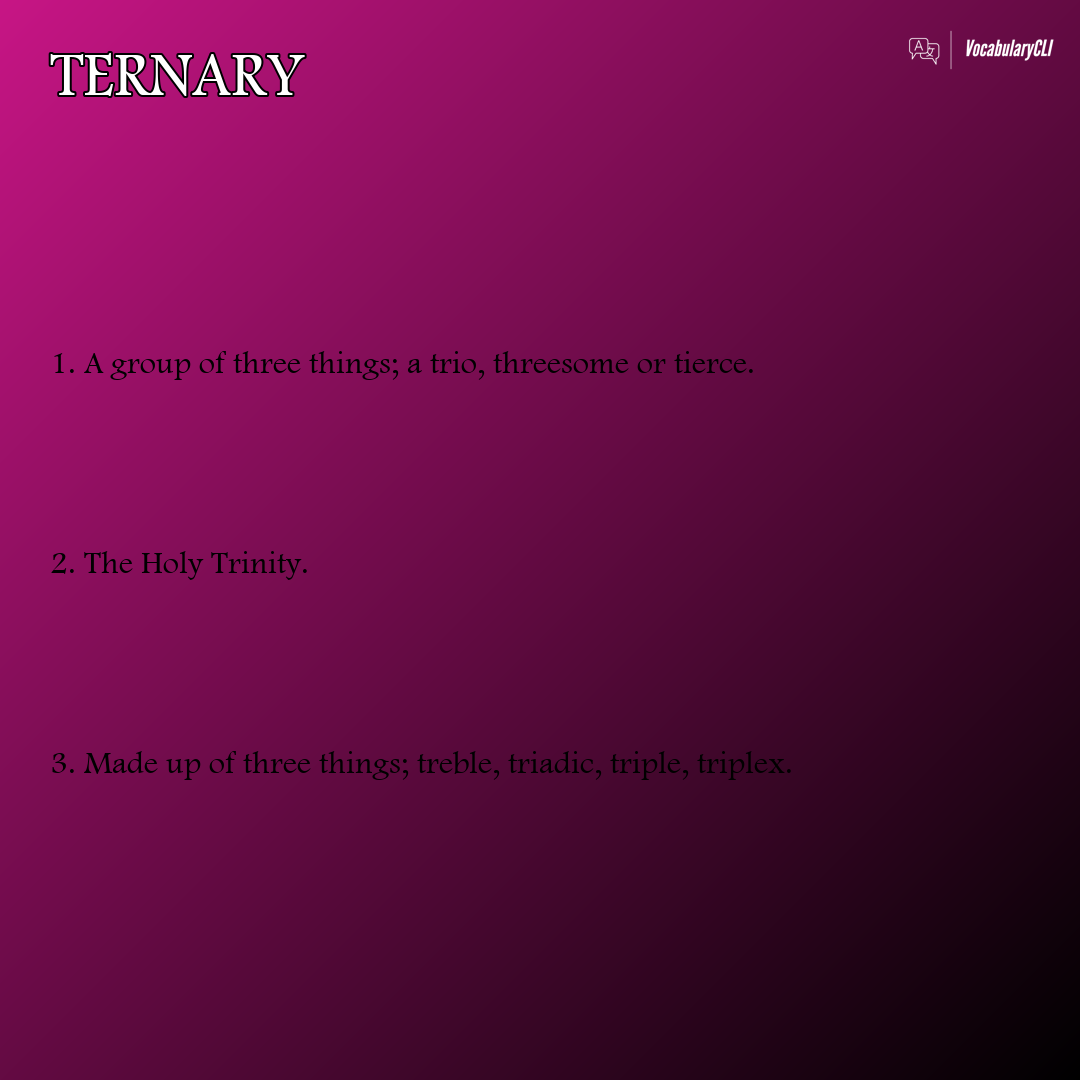 TERNARY
VocabularyCLI
1. A group of three things; a trio, threesome or tierce.
2. The Holy Trinity.
3. Made up of three things; treble, triadic, triple, triplex.